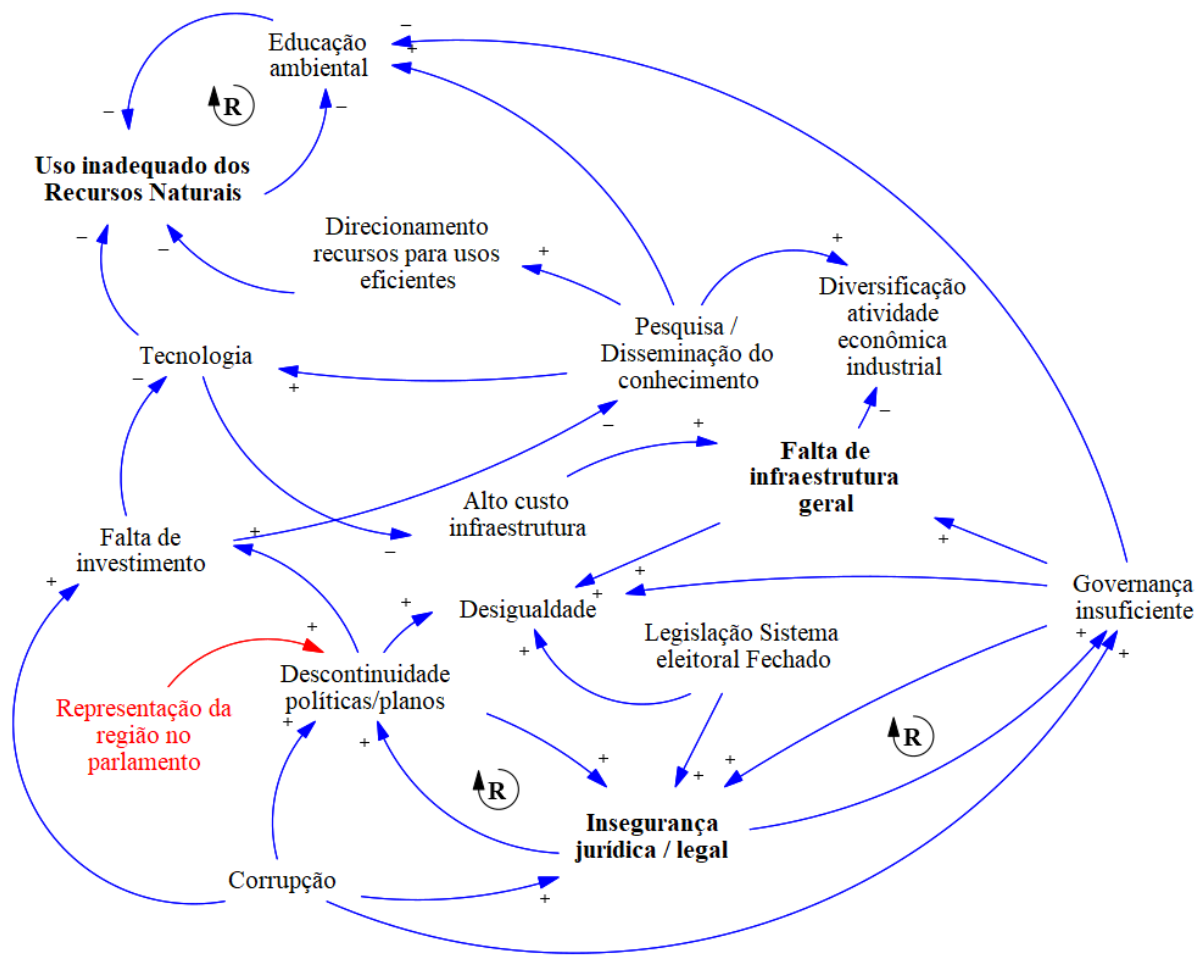 Educação
ambiental
R
Uso inadequado dos
Recursos Naturais
Direcionamento
recursos para usos
eficientes
Diversificação
atividade
econômica
industrial
Pesquisa /
Disseminação do
conhecimento
Tecnologia
Falta de
infraestrutura
geral
Alto custo
infraestrutura
Falta de
investimento
Governança
insuficiente
Desigualdade
Legislação Sistema
eleitoral Fechado
Descontinuidade
políticas/planos
Representação da
região no
parlamento
R
R
Insegurança
jurídica / legal
Corrupção